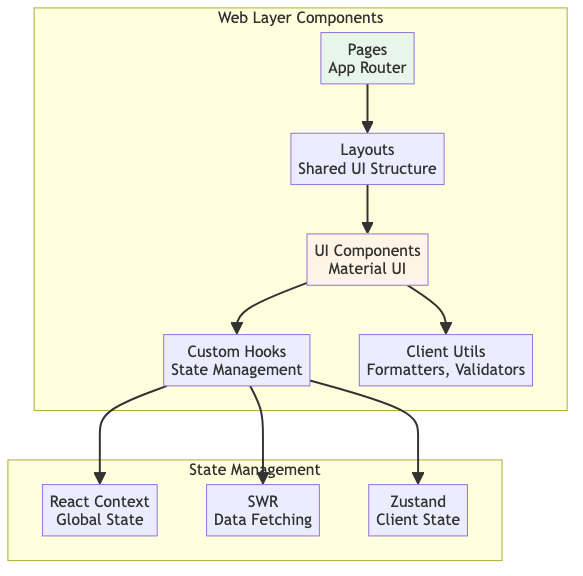 Web Layer Components
Pages
App Router
Layouts
Shared UI Structure
UI Components
Material UI
Custom Hooks
State Management
Client Utils
Formatters, Validators
State Management
React Context
Global State
SWR
Data Fetching
Zustand
Client State